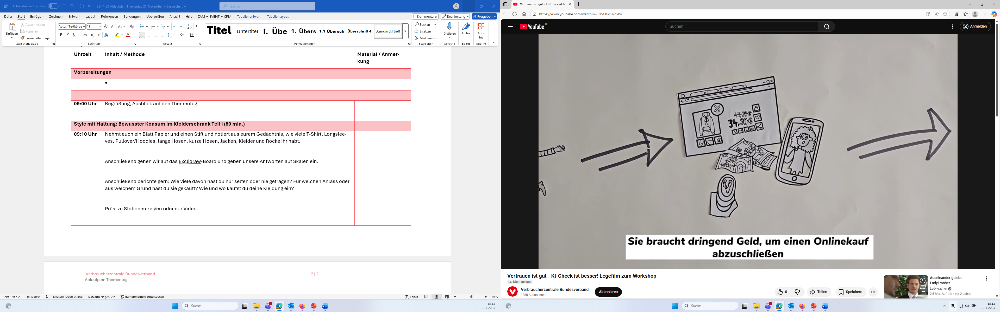 Automatisches Speichern
25-11-03_Ablaufplan_Thementag 21. November • Gespeichert
Suchen
Datei Start Einfügen Zeichnen Entwurf Layout Referenzen Sendungen Überprüfen Ansicht Hilfe ZAM + EVENT + CRM Tabellenentwurf Tabellenlayout
Kommentare Bearbeitung Freigeben
Einfügen
Ausschneiden
Kopieren
Format übertragen
Zwischenablage
Aptos (Textkörpe 11
F K U ab
Schriftart
Absatz
Titel Untertitel I. Übe 1. Übers 1.1 Übersch Überschrift 4; Standard;Fließ
Formatvorlagen
Suchen
Ersetzen
Markieren
Bearbeiten
Diktieren
Sprache
Editor
Editor
Add-
Ins
Add-Ins
Uhrzeit Inhalt / Methode Material / Anmer-
kung
Vorbereitungen
09:00 Uhr Begrüßung, Ausblick auf den Thementag
Style mit Haltung: Bewusster Konsum im Kleiderschrank Teil I (80 min.)
09:10 Uhr Nehmt euch ein Blatt Papier und einen Stift und notiert aus eurem Gedächtnis, wie viele T-Shirt, Longslee-
ves, Pullover/Hoodies, lange Hosen, kurze Hosen, Jacken, Kleider und Röcke ihr habt.
Anschließend gehen wir auf das Exclidraw-Board und geben unsere Antworten auf Skalen ein.
Anschließend berichte gern: Wie viele davon hast du nur selten oder nie getragen? Für welchen Anlass oder
aus welchem Grund hast du sie gekauft? Wie und wo kaufst du deine Kleidung ein?
Präsi zu Stationen zeigen oder nur Video.
Verbraucherzentrale Bundesverband 2 | 2
Ablaufplan Thementag
Seite 1 von 2 186 Wörter Deutsch (Deutschland) Textvorhersagen: ein Barrierefreiheit: Untersuchen
Fokus 140 %
Suche
15:12
19.11.2025
Vertrauen ist gut - KI-Check ist be
https://www.youtube.com/watch?v=Ob41kq5RhW4
YouTube DE
Suchen
Anmelden
%
45,99€
34,99€
S M L XL
Sie braucht dringend Geld, um einen Onlinekauf
abzuschließen
Vertrauen ist gut - KI-Check ist besser! Legefilm zum Workshop
Nicht gelistet
Verbraucherzentrale Bundesverband
1880 Abonnenten
Abonnieren
0
Teilen
Speichern
Auseinander gelebt |
Ladykracher
Ladykracher
2,5 Mio. Aufrufe • vor 2 Jahren
Suche
15:12
19.11.2025